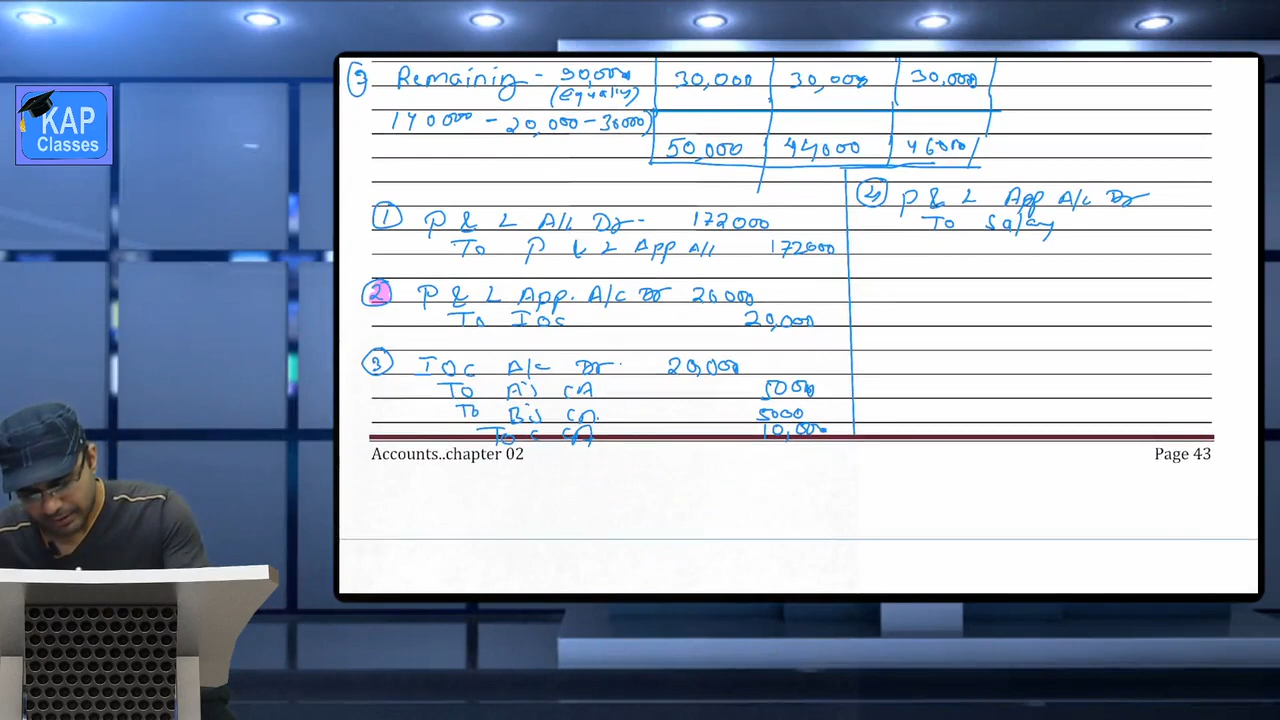 KAP
Classes
3 Remaining - 90,000 30,000 30,000 30,000
(equally)
140000 - 20,000 - 30000)
50,000 44000 46000
1 P & L A/c Dr- 172000
To P & L App A/c 172000
2 P & L App. A/c Dr 20000
To IOC 20,000
3 IOC A/c Dr. 20,000
To A's CA 5000
To B's CA. 5000
To C CA 10,000
4 P & L App A/c Dr
To Salary
Accounts..chapter 02
Page 43